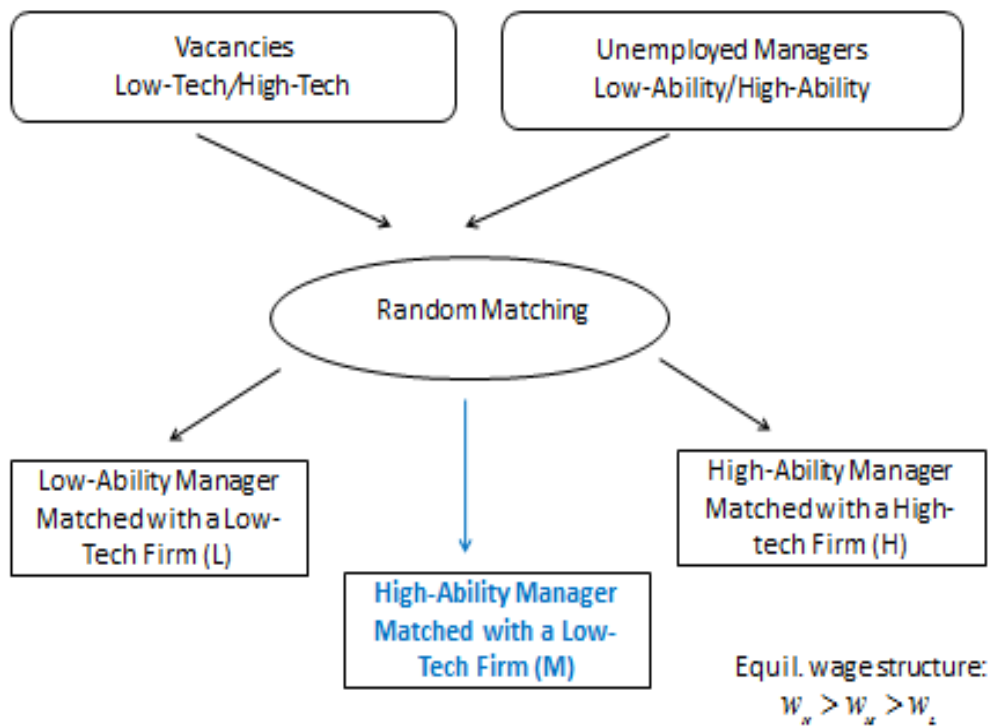 Vacancies
Low-Tech/High-Tech
Unemployed Managers
Low-Ability/High-Ability
Random Matching
Low-Ability Manager
Matched with a Low-
Tech Firm (L)
High-Ability Manager
Matched with a Low-
Tech Firm (M)
High-Ability Manager
Matched with a High-
tech Firm (H)
Equil. wage structure:
w > w > w